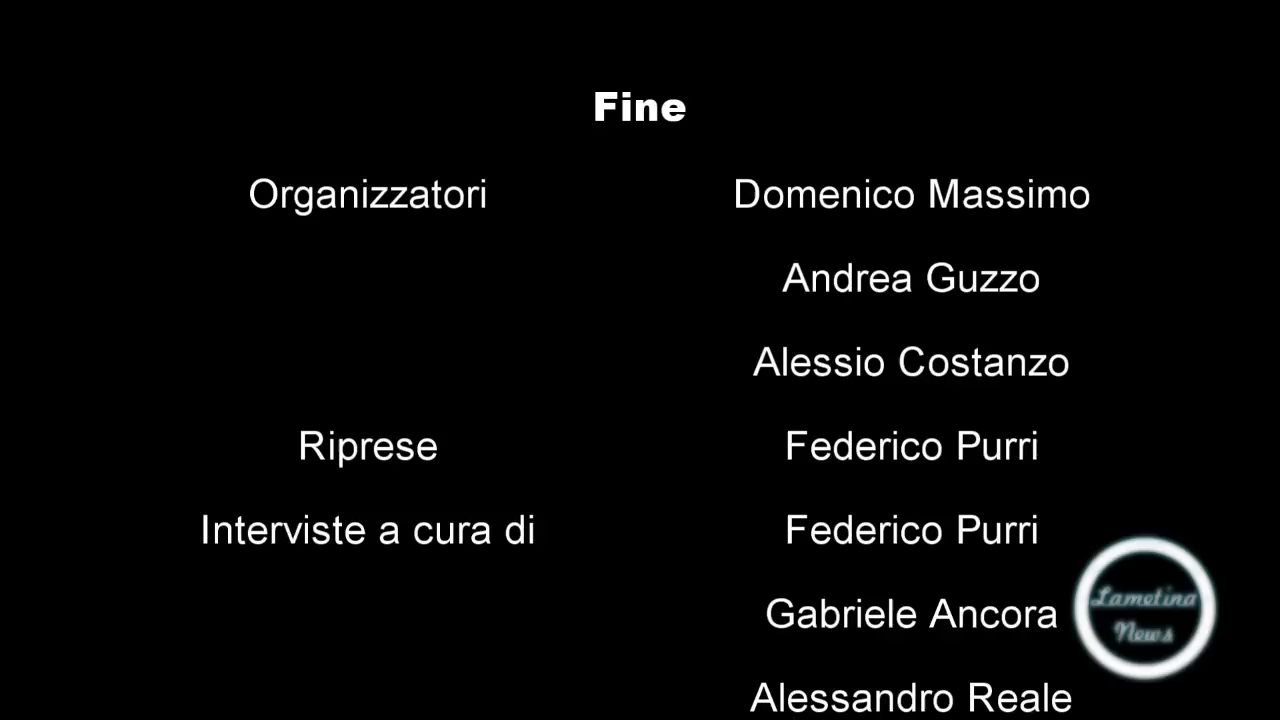 Fine
Organizzatori Domenico Massimo
Andrea Guzzo
Alessio Costanzo
Riprese Federico Purri
Interviste a cura di Federico Purri
Gabriele Ancora
Alessandro Reale
Lametina
News